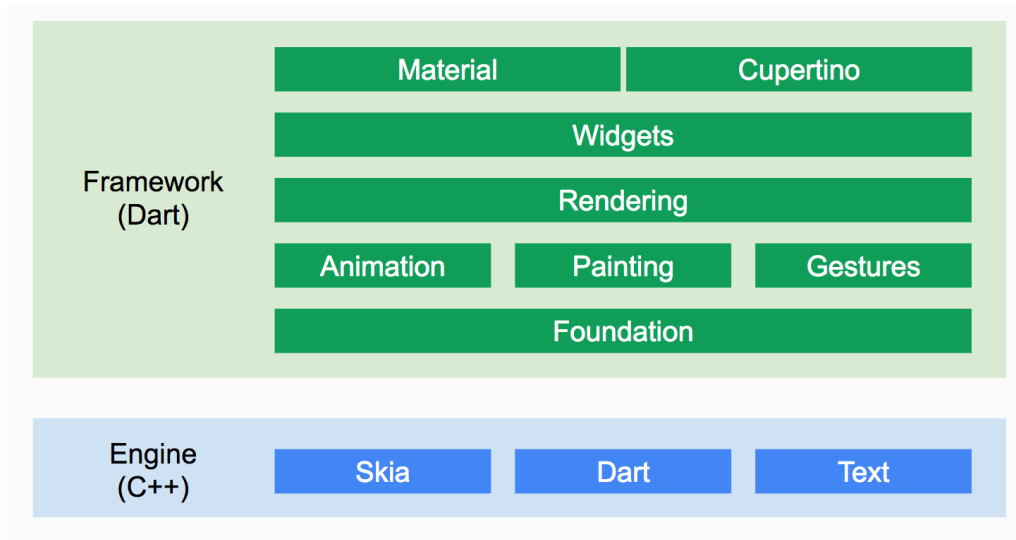 Material
Cupertino
Widgets
Framework
(Dart)
Rendering
Animation
Painting
Gestures
Foundation
Engine
(C++)
Skia
Dart
Text